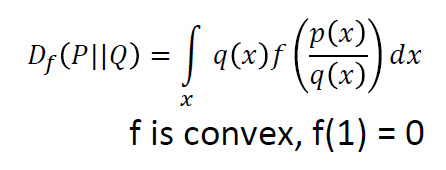 D_f(P||Q) = ∫_x q(x) f (p(x)/q(x)) dx
f is convex, f(1) = 0